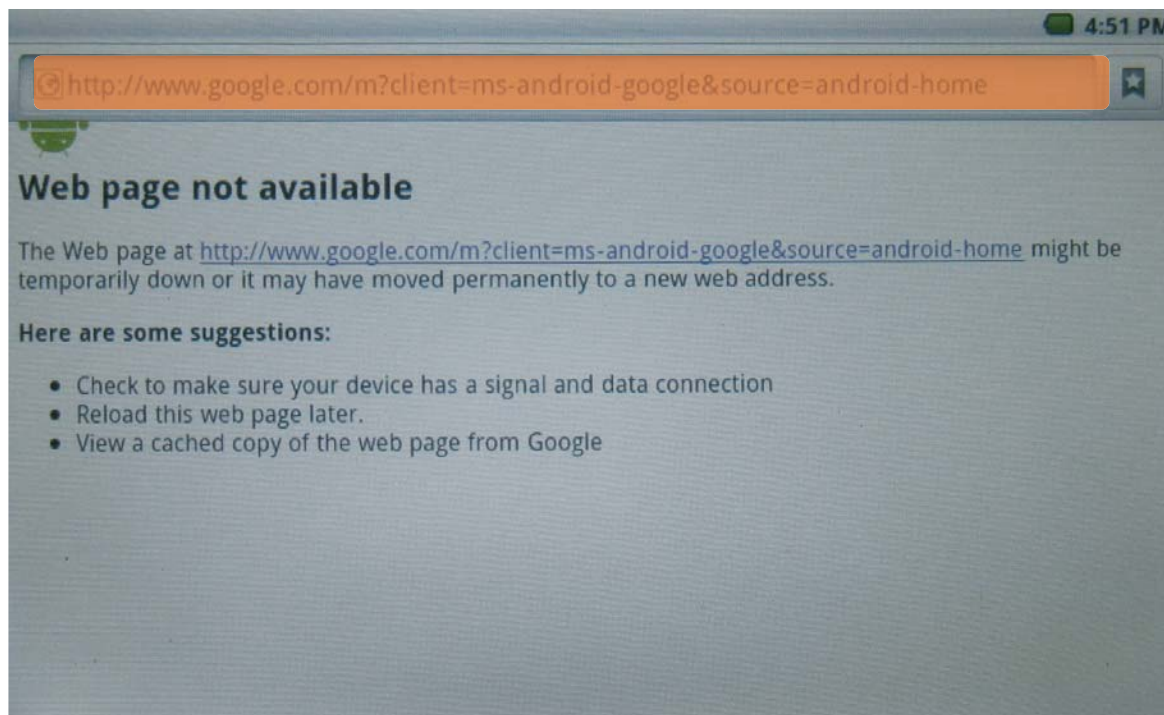 4:51 PM
http://www.google.com/m?client=ms-android-google&source=android-home
Web page not available
The Web page at http://www.google.com/m?client=ms-android-google&source=android-home might be
temporarily down or it may have moved permanently to a new web address.
Here are some suggestions:
• Check to make sure your device has a signal and data connection
• Reload this web page later.
• View a cached copy of the web page from Google